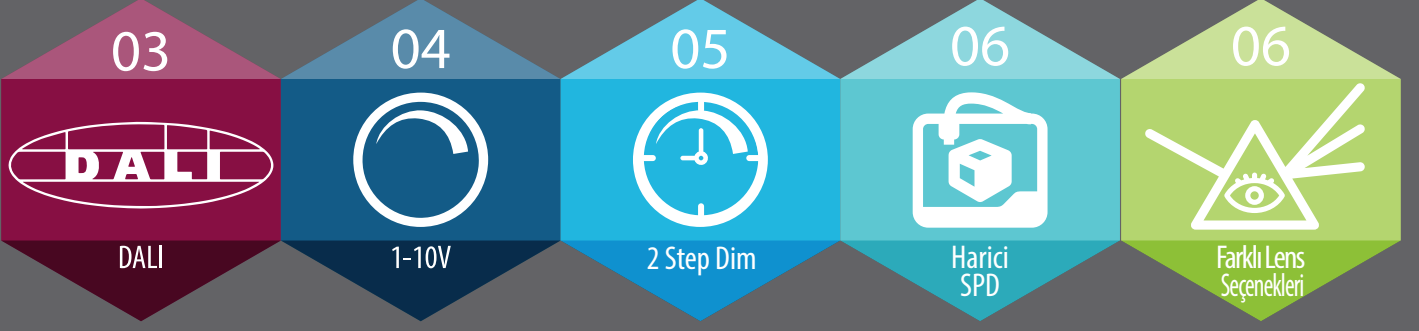 03
DALI
DALİ
04
1-10V
05
2 Step Dim
06
Harici
SPD
06
Farklı Lens
Seçenekleri